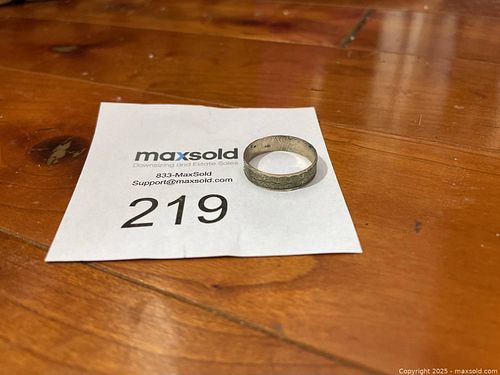 maxsold
Downsizing and Estate Sales
833-MaxSold
Support@maxsold.com
219
Copyright 2025 - maxsold.com